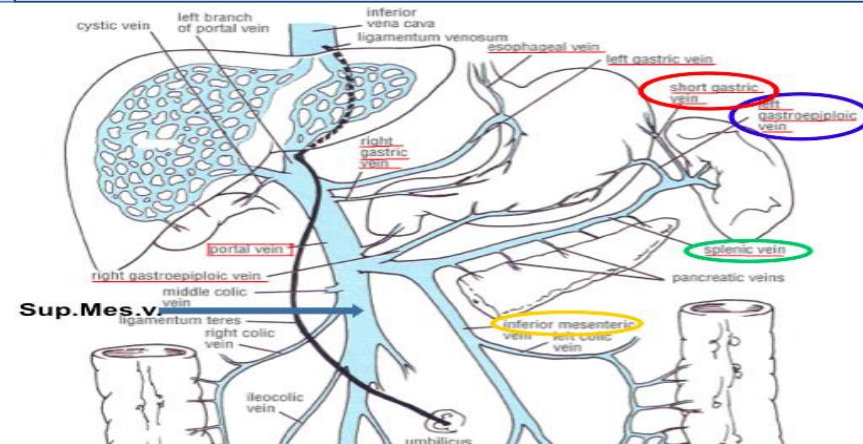 cystic vein
left branch
of portal vein
inferior
vena cava
ligamentum venosum
esophageal vein
left gastric vein
short gastric
vein
left
gastroepiploic
vein
right
gastric
vein
portal vein
splenic vein
right gastroepiploic vein
pancreatic veins
middle colic
vein
Sup.Mes.v.
ligamentum teres
inferior mesenteric
vein
left colic
vein
right colic
vein
ileocolic
vein
umbilicus